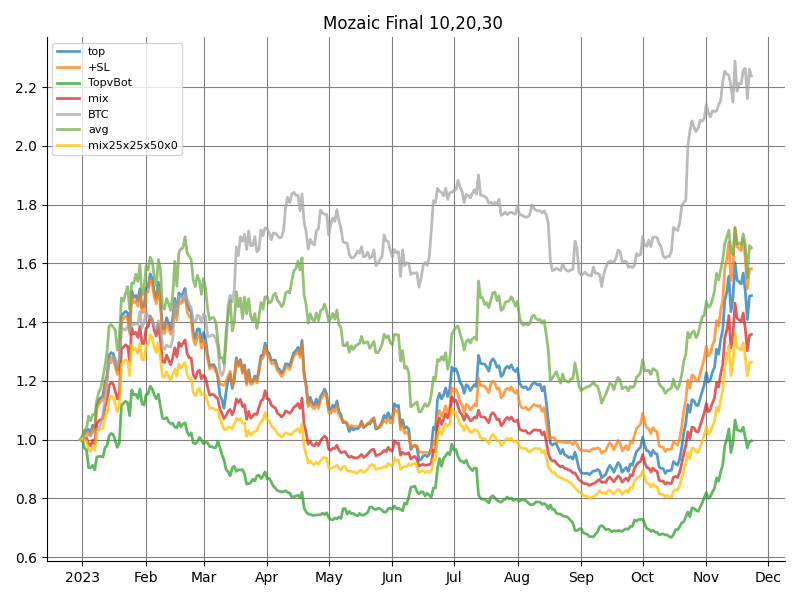 Mozaic Final 10,20,30
top
+SL
TopvBot
mix
BTC
avg
mix25x25x50x0
2.2
2.0
1.8
1.6
1.4
1.2
1.0
0.8
0.6
2023 Feb Mar Apr May Jun Jul Aug Sep Oct Nov Dec